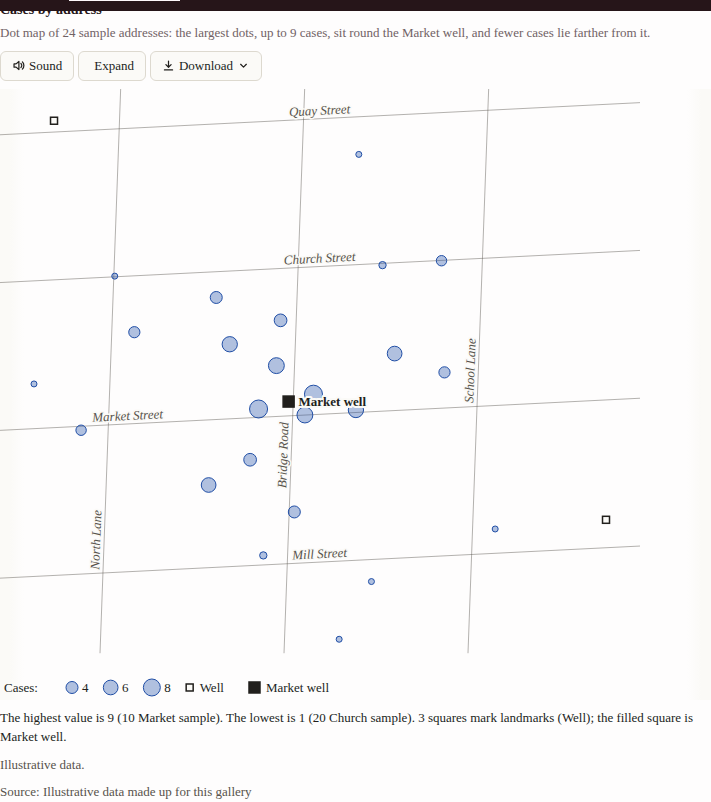 Cases by address
Dot map of 24 sample addresses: the largest dots, up to 9 cases, sit round the Market well, and fewer cases lie farther from it.
Sound Expand Download
Quay Street
Church Street
School Lane
Market well
Market Street
Bridge Road
North Lane
Mill Street
Cases: 4 6 8 Well Market well
The highest value is 9 (10 Market sample). The lowest is 1 (20 Church sample). 3 squares mark landmarks (Well); the filled square is
Market well.
Illustrative data.
Source: Illustrative data made up for this gallery